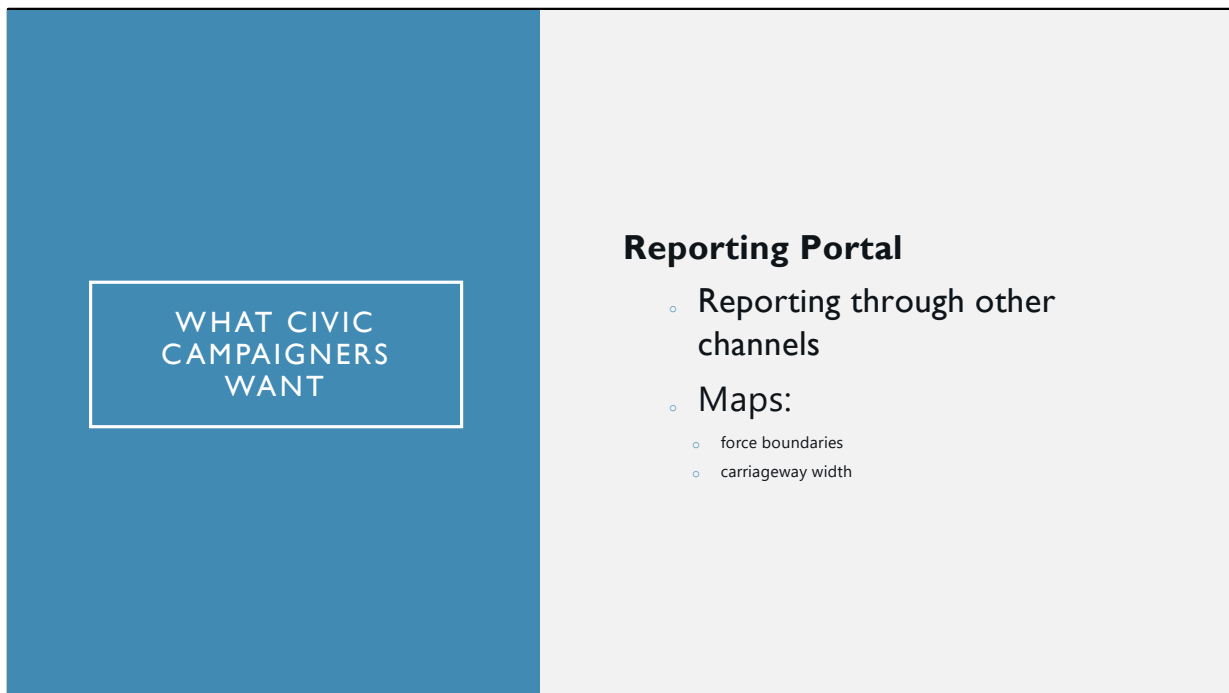 WHAT CIVIC
CAMPAIGNERS
WANT
Reporting Portal
Reporting through other
channels
Maps:
force boundaries
carriageway width